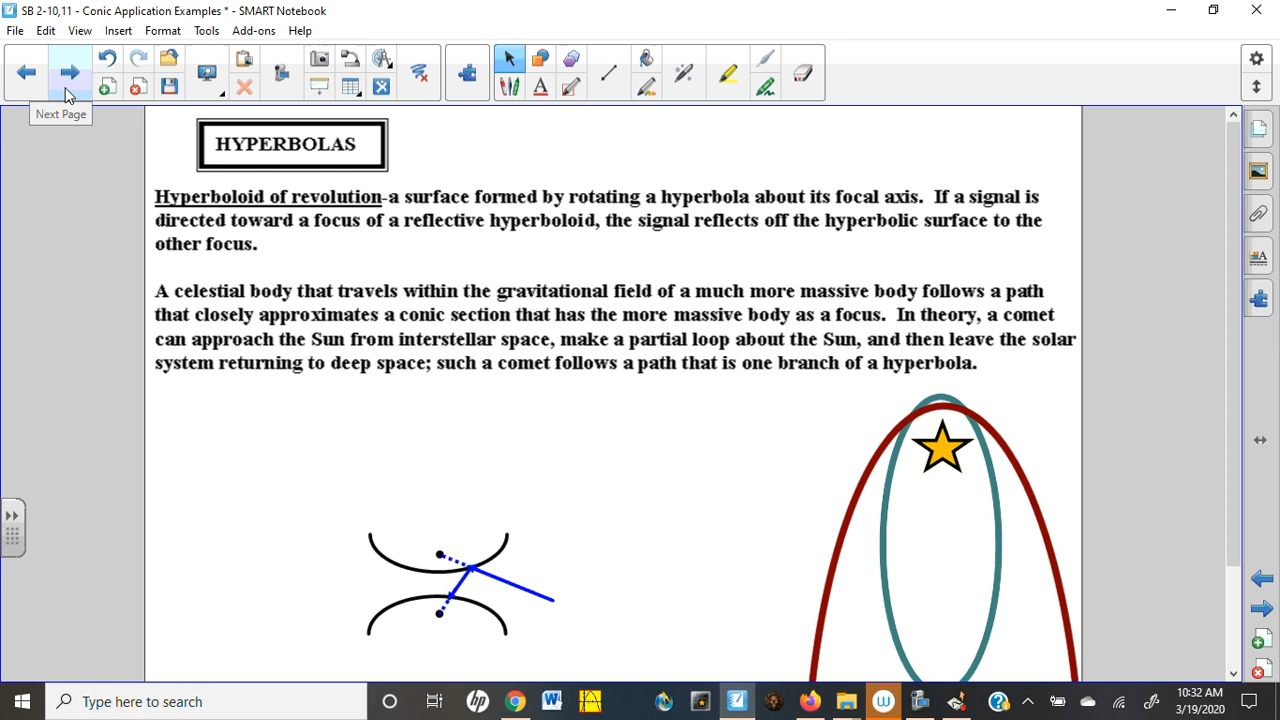 SB 2-10,11 - Conic Application Examples * - SMART Notebook
File Edit View Insert Format Tools Add-ons Help
Next Page
HYPERBOLAS
Hyperboloid of revolution-a surface formed by rotating a hyperbola about its focal axis. If a signal is
directed toward a focus of a reflective hyperboloid, the signal reflects off the hyperbolic surface to the
other focus.
A celestial body that travels within the gravitational field of a much more massive body follows a path
that closely approximates a conic section that has the more massive body as a focus. In theory, a comet
can approach the Sun from interstellar space, make a partial loop about the Sun, and then leave the solar
system returning to deep space; such a comet follows a path that is one branch of a hyperbola.
Type here to search
10:32 AM
3/19/2020